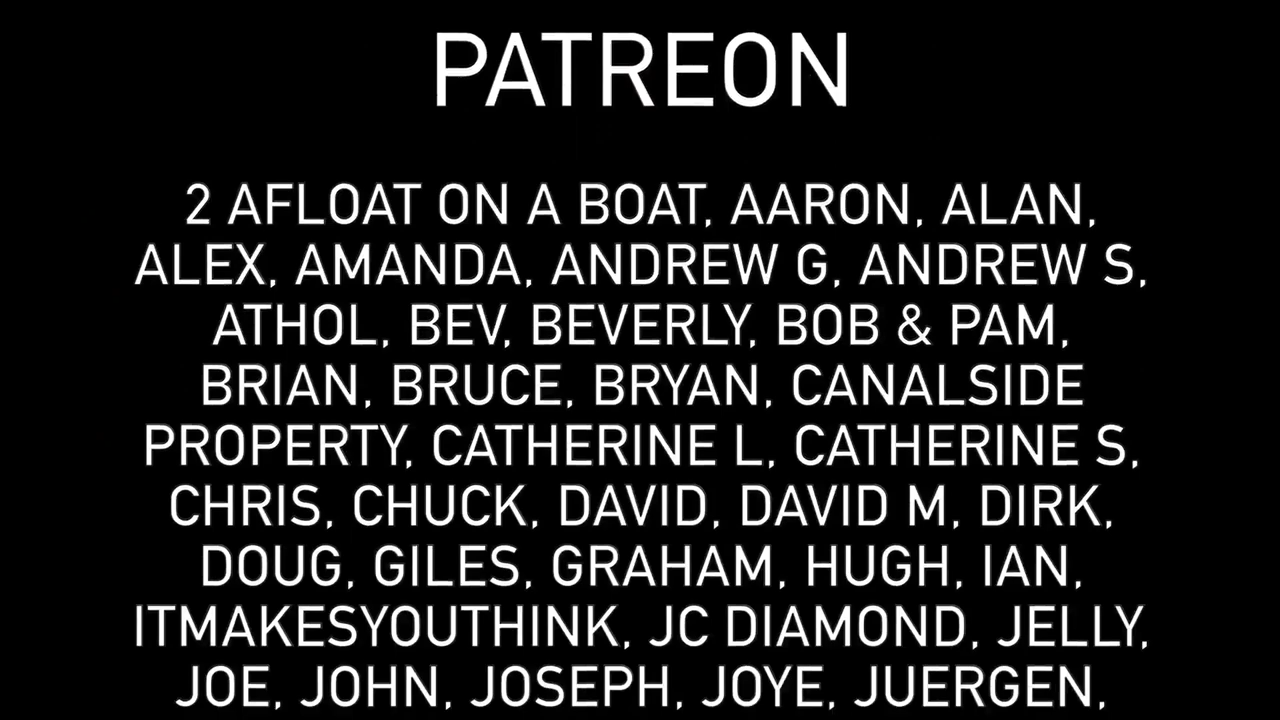 PATREON
2 AFLOAT ON A BOAT, AARON, ALAN,
ALEX, AMANDA, ANDREW G, ANDREW S,
ATHOL, BEV, BEVERLY, BOB & PAM,
BRIAN, BRUCE, BRYAN, CANALSIDE
PROPERTY, CATHERINE L, CATHERINE S,
CHRIS, CHUCK, DAVID, DAVID M, DIRK,
DOUG, GILES, GRAHAM, HUGH, IAN,
ITMAKESYOUTHINK, JC DIAMOND, JELLY,
JOE, JOHN, JOSEPH, JOYE, JUERGEN,